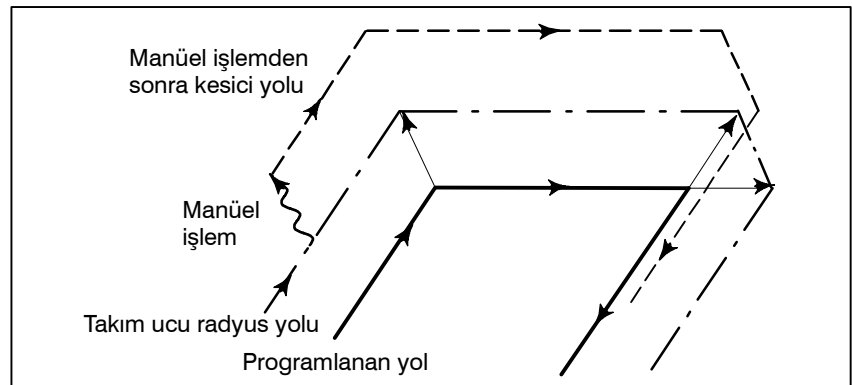 Manüel işlemden
sonra kesici yolu
Manüel
işlem
Takım ucu radyus yolu
Programlanan yol